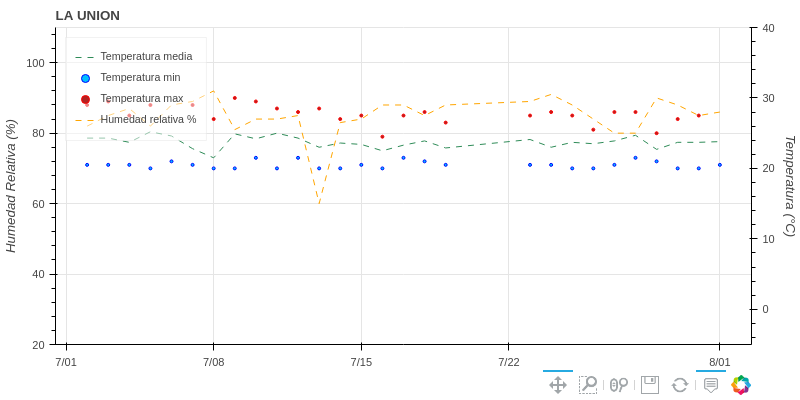 LA UNION
Temperatura media
Temperatura min
Temperatura max
Humedad relativa %
Humedad Relativa (%)
100
80
60
40
20
Temperatura (°C)
40
30
20
10
0
7/01
7/08
7/15
7/22
8/01